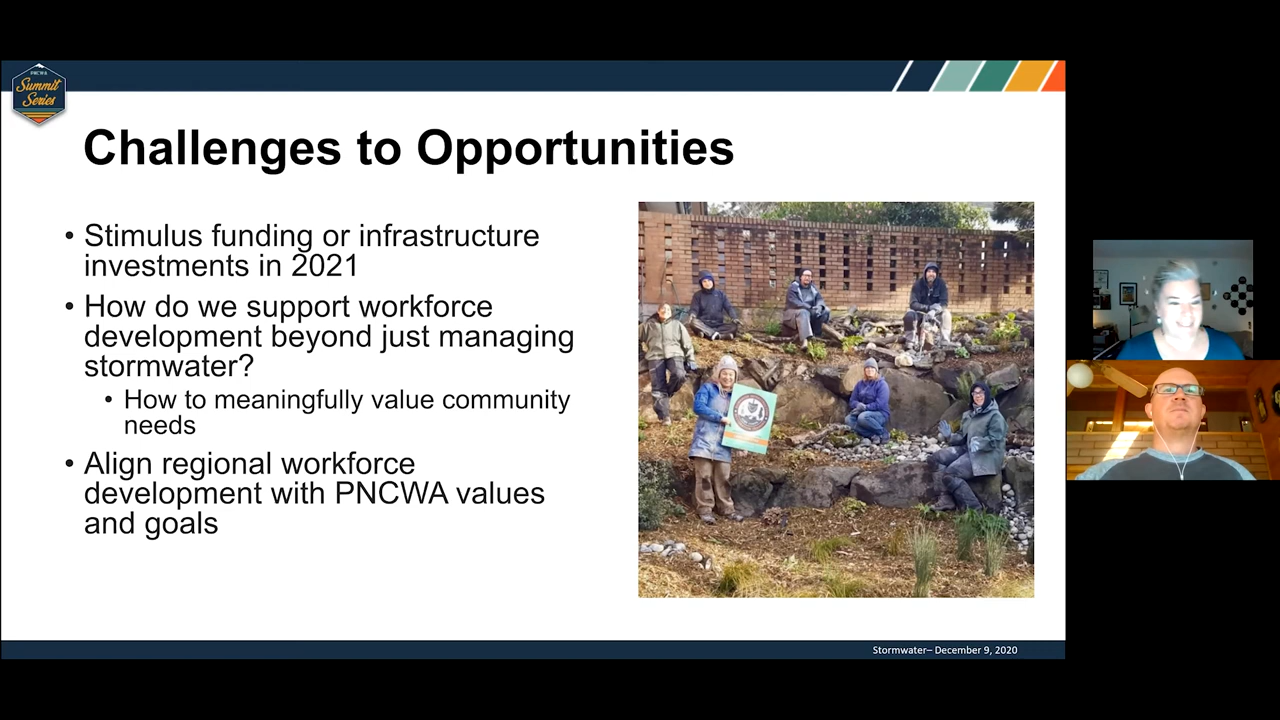 PNCWA
Summit
Series
Challenges to Opportunities
• Stimulus funding or infrastructure
investments in 2021
• How do we support workforce
development beyond just managing
stormwater?
• How to meaningfully value community
needs
• Align regional workforce
development with PNCWA values
and goals
Stormwater– December 9, 2020